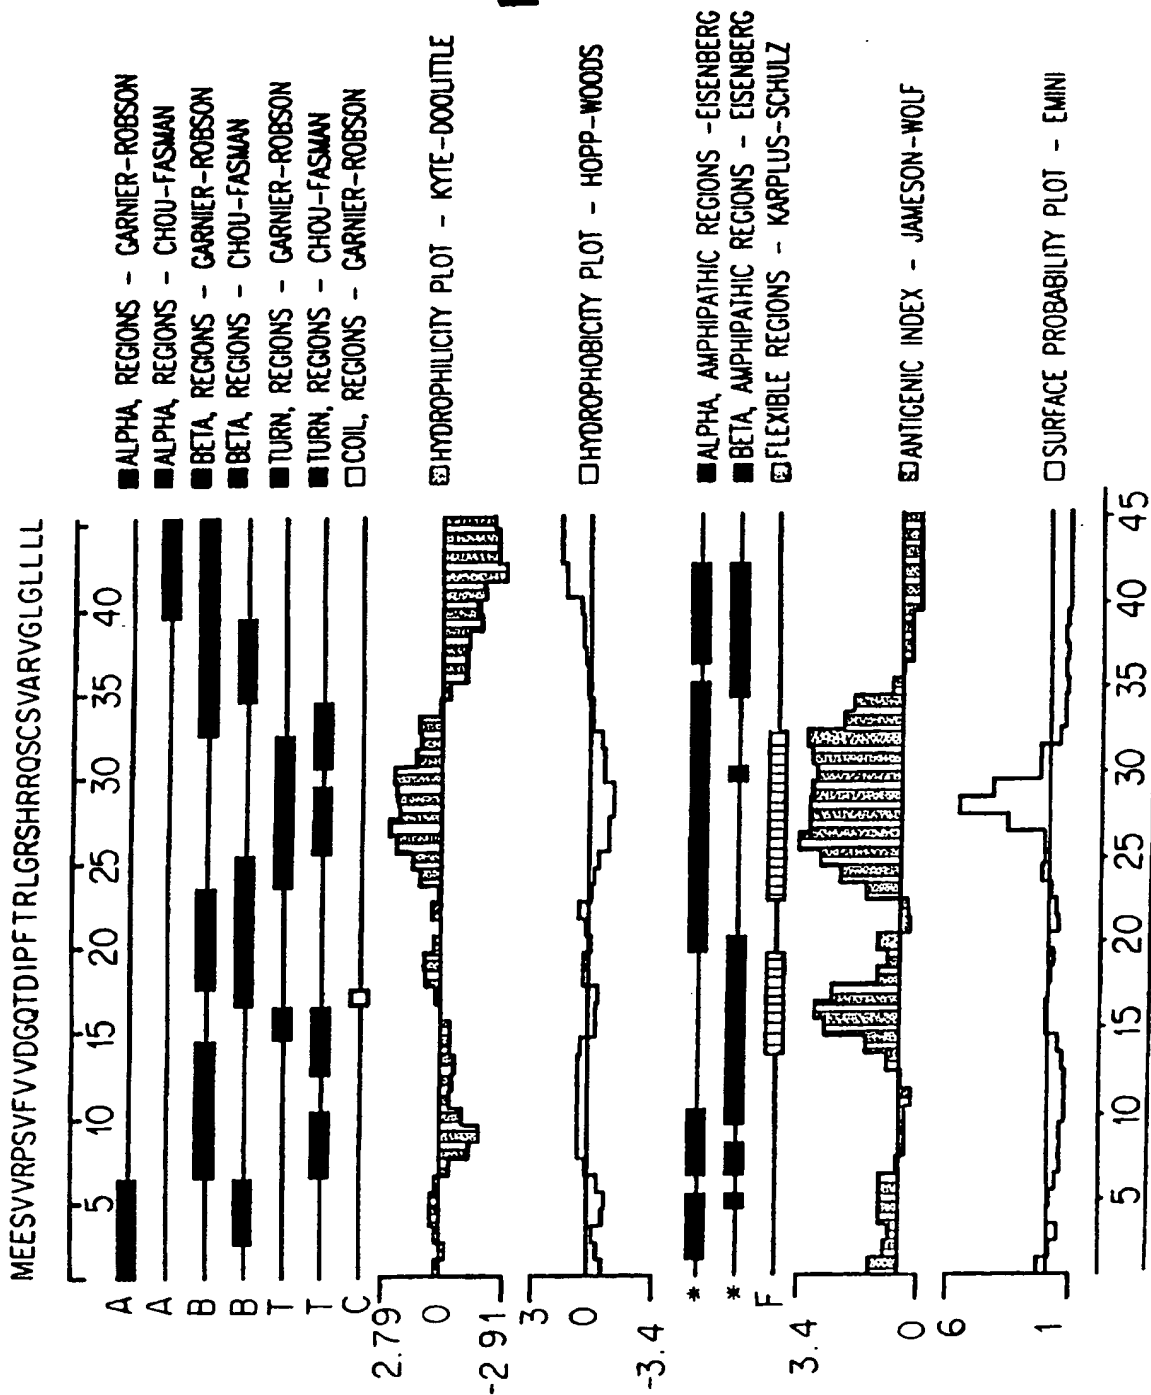 MEESVVRPSVFVVDGQTDIPFTRLGRSHRRQSCSVARVGLGLLLL
5 10 15 20 25 30 35 40
A ALPHA, REGIONS - GARNIER-ROBSON
A ALPHA, REGIONS - CHOU-FASMAN
B BETA, REGIONS - GARNIER-ROBSON
B BETA, REGIONS - CHOU-FASMAN
T TURN, REGIONS - GARNIER-ROBSON
T TURN, REGIONS - CHOU-FASMAN
C COIL, REGIONS - GARNIER-ROBSON
2.79
0 HYDROPHILICITY PLOT - KYTE-DOOLITTLE
-2.91
3
0 HYDROPHOBICITY PLOT - HOPP-WOODS
-3.4
* ALPHA, AMPHIPATHIC REGIONS -EISENBERG
* BETA, AMPHIPATHIC REGIONS - EISENBERG
F FLEXIBLE REGIONS - KARPLUS-SCHULZ
3.4
0 ANTIGENIC INDEX - JAMESON-WOLF
6
1 SURFACE PROBABILITY PLOT - EMINI
5 10 15 20 25 30 35 40 45